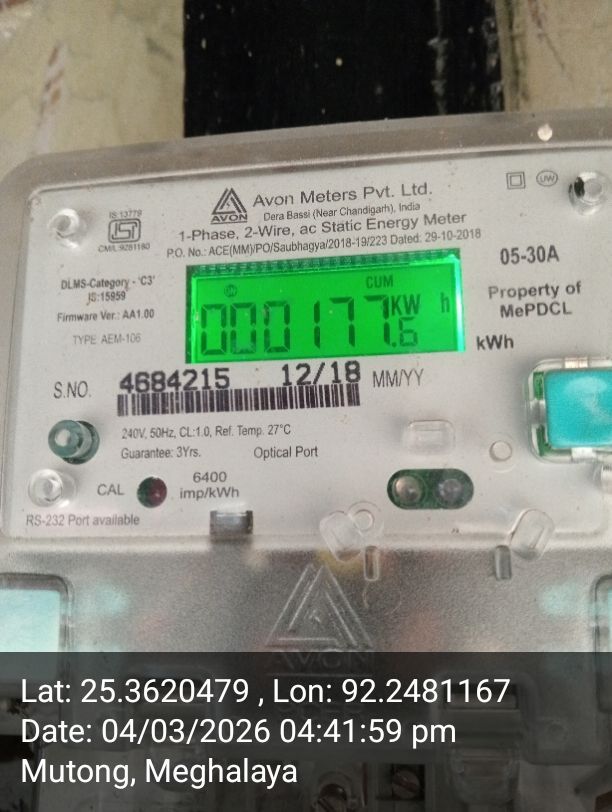 Avon Meters Pvt. Ltd.
AVON
Dera Bassi (Near Chandigarh), India
1-Phase, 2-Wire, ac Static Energy Meter
P.O. No.: ACE(MM)/PO/Saubhagya/2018-19/223 Dated: 29-10-2018
IS:13779
ISI
CM/L:9281180
UW
05-30A
DLMS-Category - 'C3'
IS:15959
Firmware Ver.: AA1.00
TYPE AEM-106
CUM
000177.6 KW h
kWh
Property of
MePDCL
S.NO. 4684215 12/18 MM/YY
240V, 50Hz, CL:1.0, Ref. Temp. 27°C
Guarantee: 3Yrs. Optical Port
CAL
6400
imp/kWh
RS-232 Port available
AVON
Lat: 25.3620479 , Lon: 92.2481167
Date: 04/03/2026 04:41:59 pm
Mutong, Meghalaya